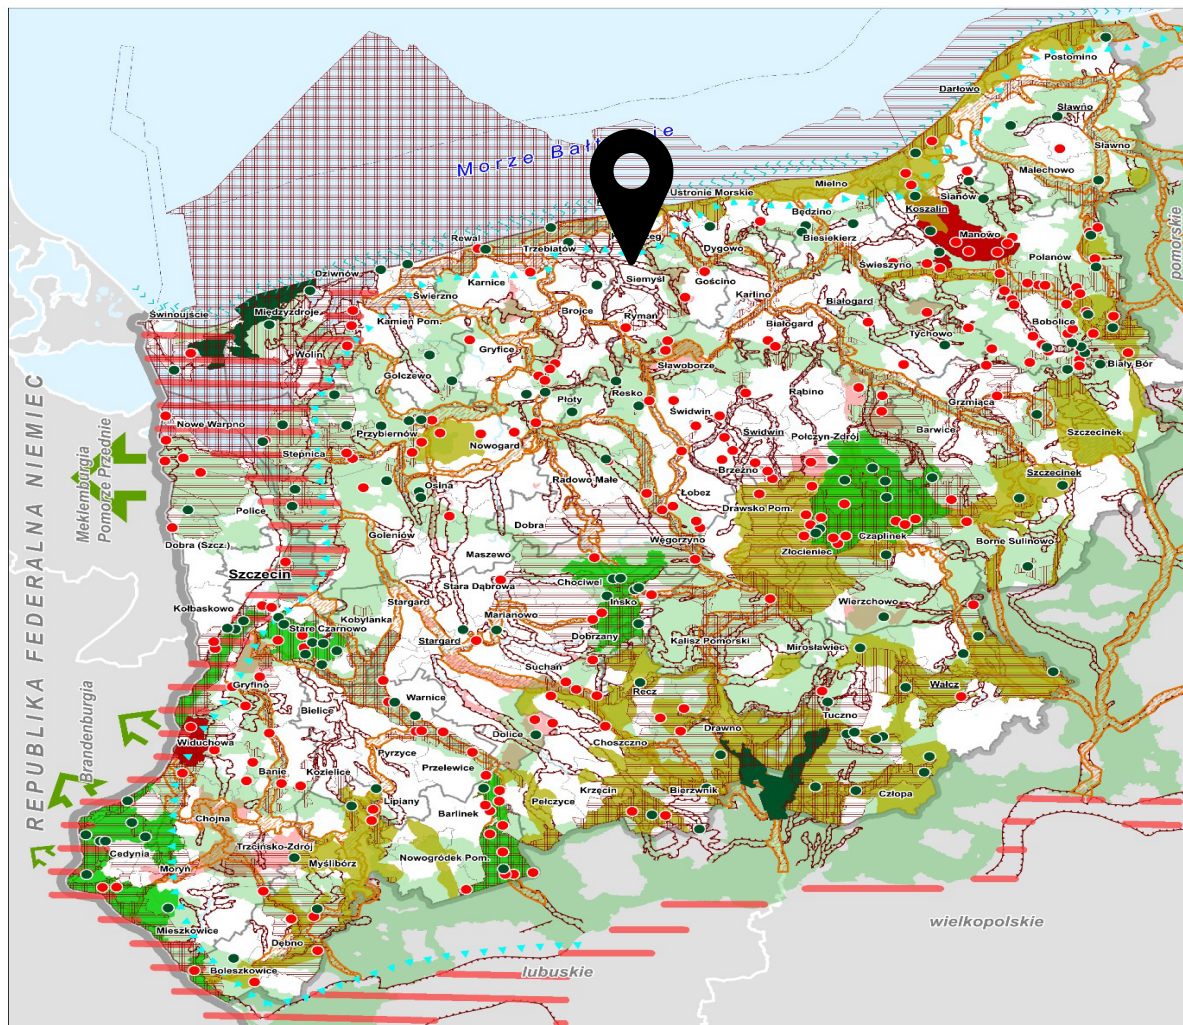 Postomino
Darłowo
Sławno
Sławno
Malechowo
Morze Bałt
Ustronie Morskie
Mielno
Sianów
Koszalin
Będzino
Biesiekierz
Manowo
Polanów
pomorskie
Rewal
Trzebiatów
Dygowo
Świeszyno
Dziwnów
Karnice
Siemyśl
Gościno
Świerzno
Karlino
Białogard
Świnoujście
Międzyzdroje
Kamień Pom.
Brojce
Ryman
Białogard
Tychowo
Bobolice
Wolin
Gryfice
Sławoborze
Biały Bór
Golczewo
Resko
Rąbino
Grzmiąca
Płoty
Świdwin
Świdwin
Nowe Warpno
Przybiernów
Nowogard
Połczyn-Zdrój
Barwice
Szczecinek
Stepnica
Brzeżno
Szczecinek
REPUBLIKA FEDERALNA NIEMIEC
Meklemburgia
Pomorze Przednie
Osina
Radowo Małe
Łobez
Drawsko Pom.
Police
Dobra
Goleniów
Węgorzyno
Czaplinek
Borne Sulinowo
Dobra (Szcz.)
Maszewo
Złocieniec
Szczecin
Stara Dąbrowa
Chociwel
Ińsko
Kołbaskowo
Stargard
Marianowo
Wierzchowo
Stare Czarnowo
Kobylanka
Stargard
Dobrzany
Kalisz Pomorski
Mirosławiec
Suchań
Gryfino
Recz
Wałcz
Brandenburgia
Bielice
Warnice
Tuczno
Widuchowa
Dolice
Drawno
Pyrzyce
Choszczno
Banie
Kozielice
Przelewice
Krzęcin
Bierzwnik
Człopa
Lipiany
Pełczyce
Chojna
Barlinek
Cedynia
Trzcińsko-Zdrój
Moryń
Myślibórz
Nowogródek Pom.
Mieszkowice
Dębno
wielkopolskie
Boleszkowice
lubuskie